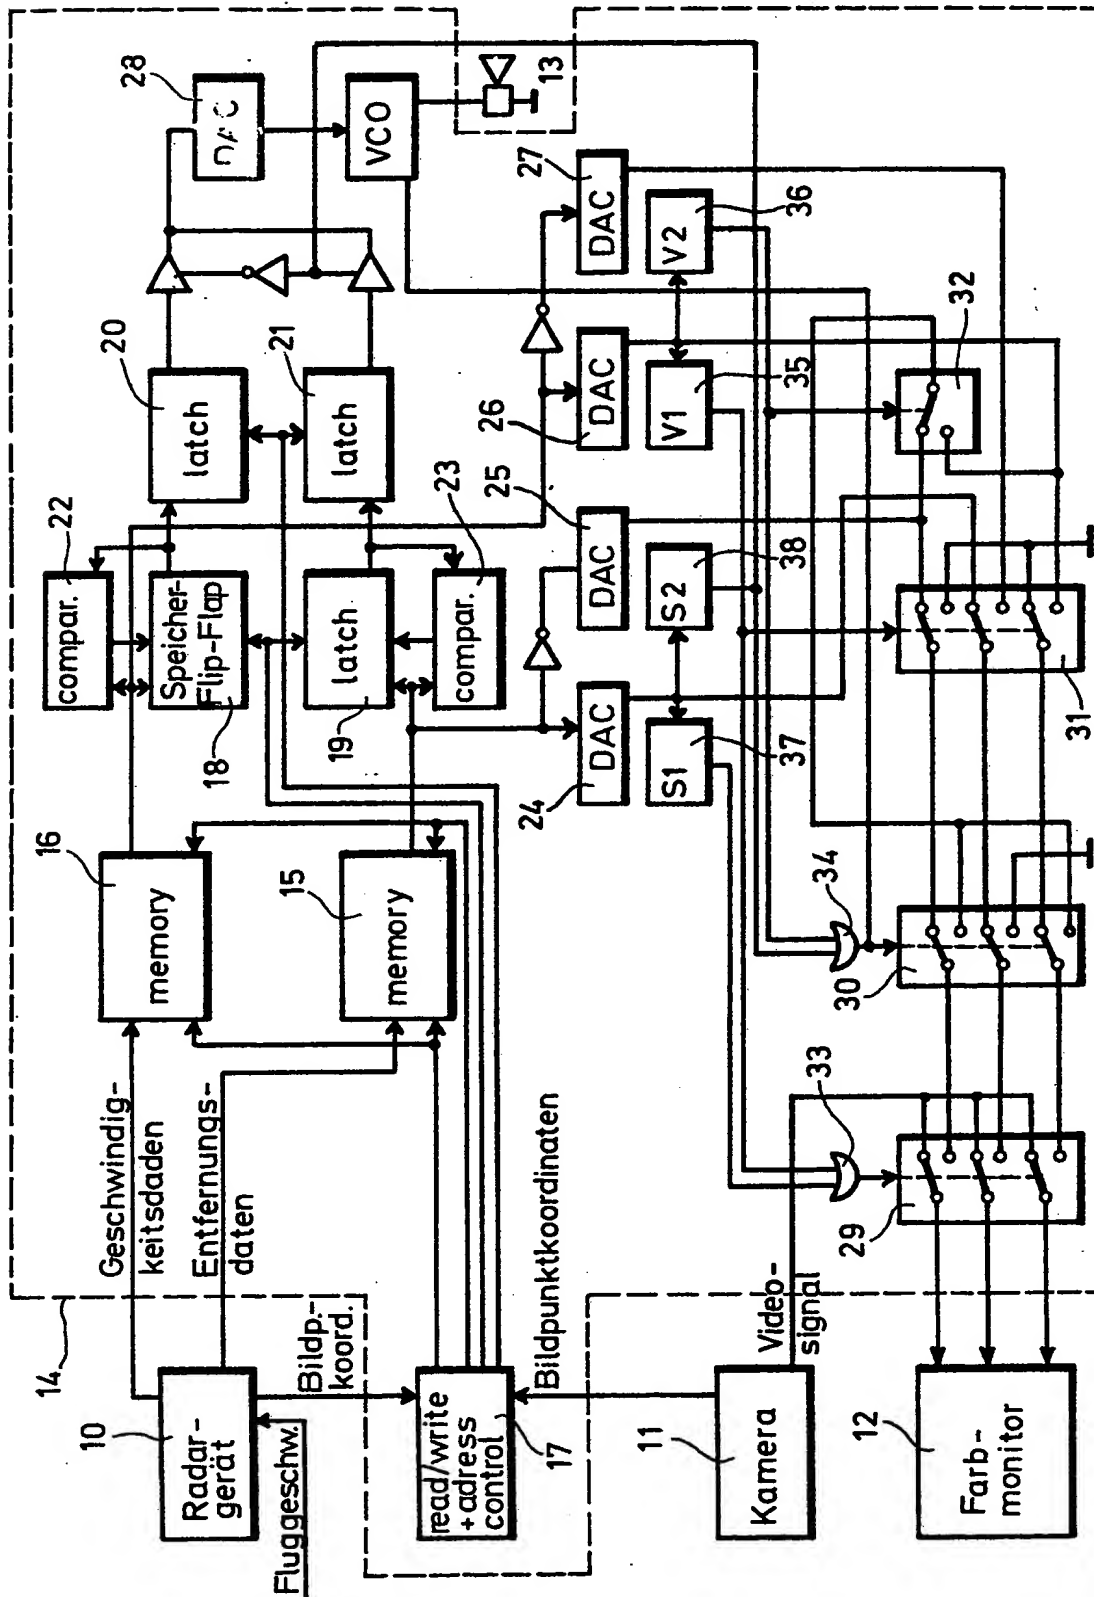 14
10
Radar-
gerät
Fluggeschw.
Geschwindig-
keitsdaden
Entfernungs-
daten
Bildp.-
koord.
read/write
+ adress
control
17
Bildpunktkoordinaten
11
Kamera
Video-
signal
12
Farb-
monitor
16
memory
15
memory
22
compar.
Speicher-
Flip-Flap
18
latch
19
compar.
23
20
latch
21
latch
28
DAC
VCO
13
24
DAC
25
DAC
26
DAC
27
DAC
S1
37
S2
38
V1
35
V2
36
33
34
29
30
31
32